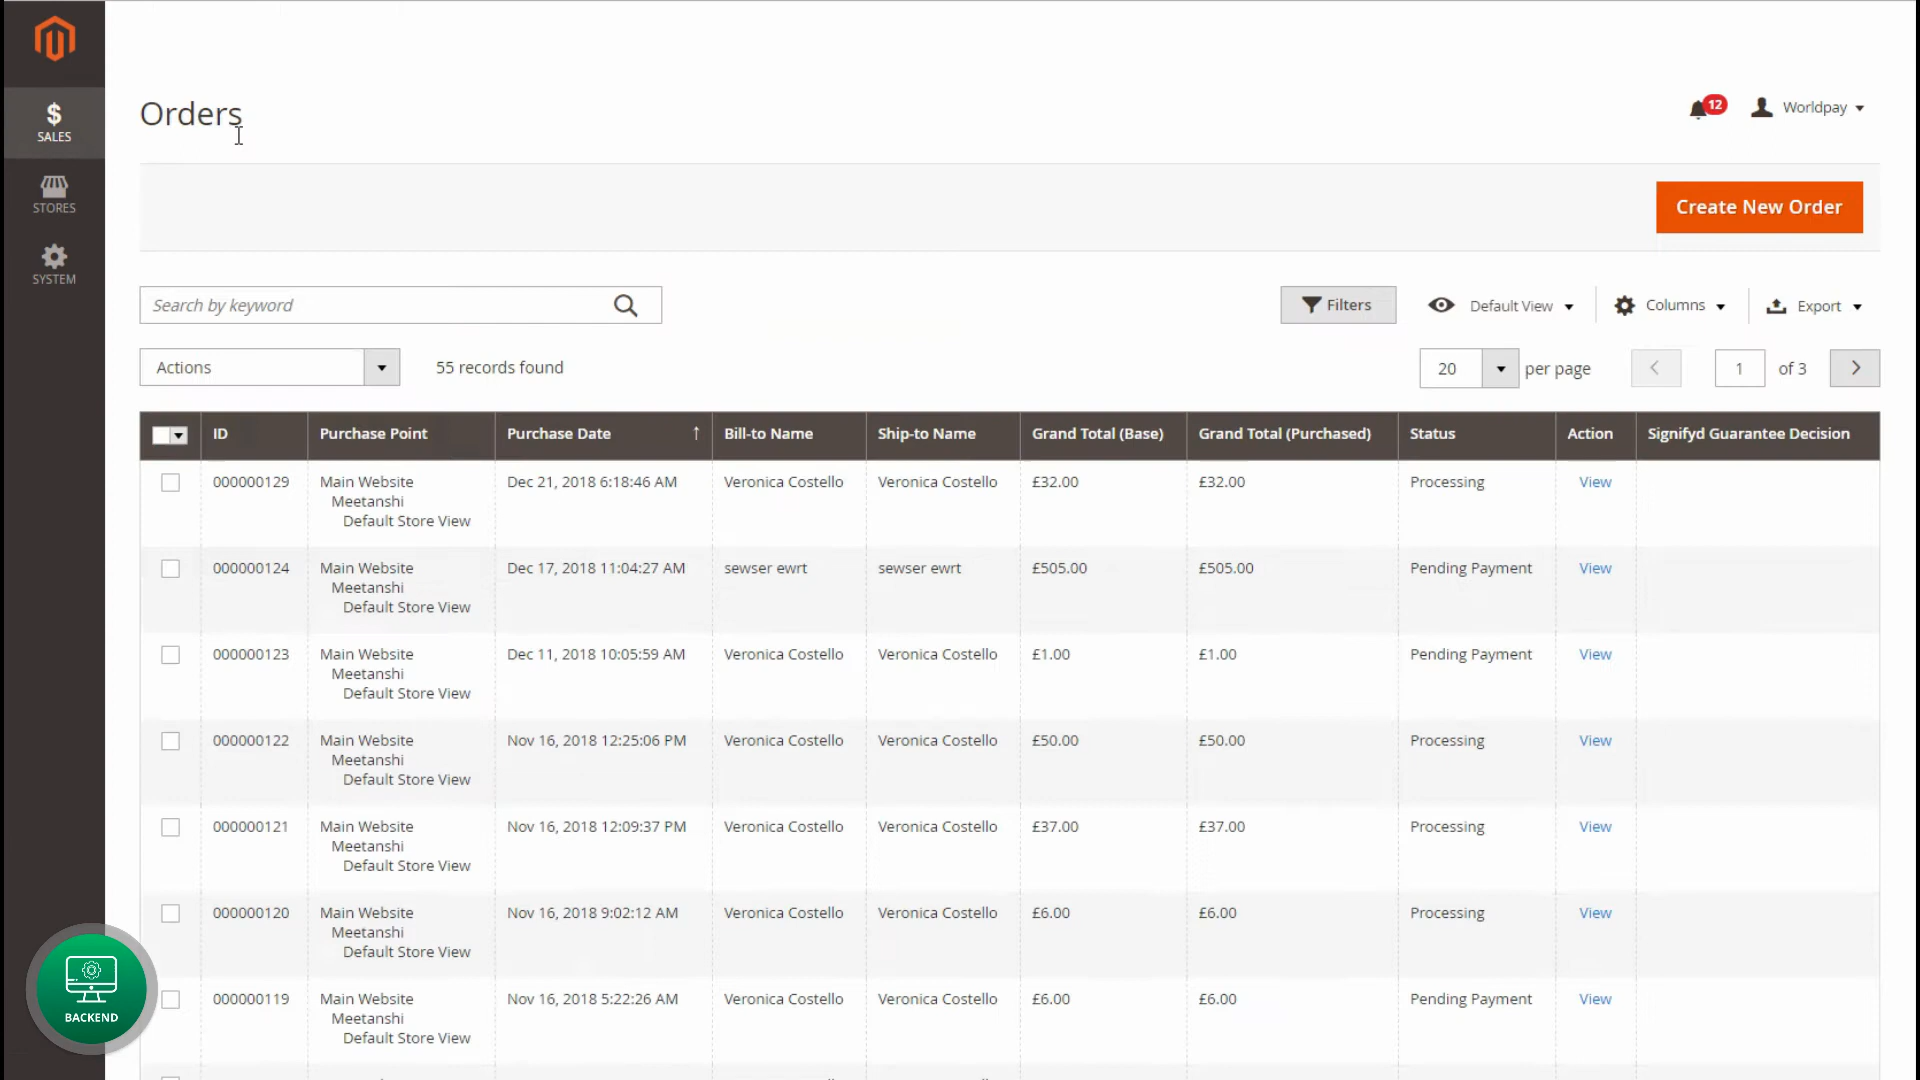 Orders
12
Worldpay
SALES
STORES
SYSTEM
Create New Order
Search by keyword
Filters
Default View
Columns
Export
Actions
55 records found
20
per page
1
of 3
ID Purchase Point Purchase Date ↑ Bill-to Name Ship-to Name Grand Total (Base) Grand Total (Purchased) Status Action Signifyd Guarantee Decision
000000129 Main Website Dec 21, 2018 6:18:46 AM Veronica Costello Veronica Costello £32.00 £32.00 Processing View
Meetanshi
Default Store View
000000124 Main Website Dec 17, 2018 11:04:27 AM sewser ewrt sewser ewrt £505.00 £505.00 Pending Payment View
Meetanshi
Default Store View
000000123 Main Website Dec 11, 2018 10:05:59 AM Veronica Costello Veronica Costello £1.00 £1.00 Pending Payment View
Meetanshi
Default Store View
000000122 Main Website Nov 16, 2018 12:25:06 PM Veronica Costello Veronica Costello £50.00 £50.00 Processing View
Meetanshi
Default Store View
000000121 Main Website Nov 16, 2018 12:09:37 PM Veronica Costello Veronica Costello £37.00 £37.00 Processing View
Meetanshi
Default Store View
000000120 Main Website Nov 16, 2018 9:02:12 AM Veronica Costello Veronica Costello £6.00 £6.00 Processing View
Meetanshi
Default Store View
000000119 Main Website Nov 16, 2018 5:22:26 AM Veronica Costello Veronica Costello £6.00 £6.00 Pending Payment View
Meetanshi
Default Store View
BACKEND